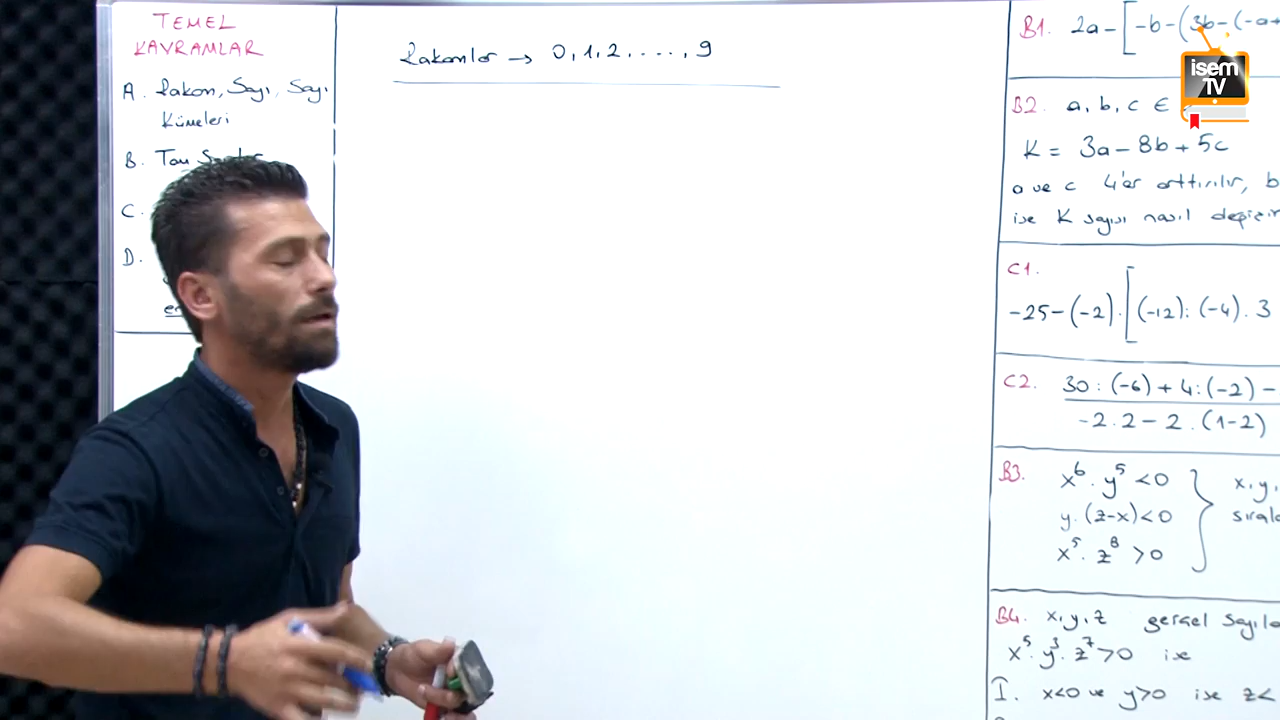 TEMEL
KAVRAMLAR
A. Rakam, Sayı, Sayı
Kümeleri
B. Tam
C.
D.
Rakamlar → 0, 1, 2, ...., 9
B1. 2a - [-b - (3b - (-a+
B2. a, b, c ∈
K = 3a - 8b + 5c
a ve c 4'er arttırılır, b
ise K sayısı nasıl değişir
C1.
-25 - (-2) . [(-12) : (-4) . 3
C2. 30 : (-6) + 4 : (-2) -
-2 . 2 - 2 . (1-2)
B3. x⁶ . y⁵ < 0
y . (z-x) < 0
x⁵ . z⁸ > 0
x, y,
sırala
B4. x, y, z gerçel sayıla
x⁵ . y³ . z⁷ > 0 ise
I. x<0 ve y>0 ise z<
isem
TV